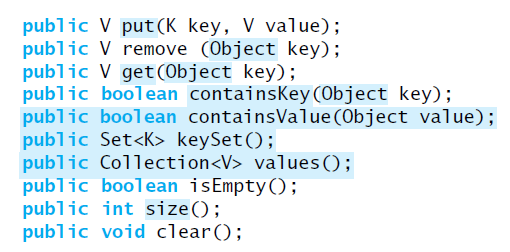 public V put(K key, V value);
public V remove (Object key);
public V get(Object key);
public boolean containsKey(Object key);
public boolean containsValue(Object value);
public Set<K> keySet();
public Collection<V> values();
public boolean isEmpty();
public int size();
public void clear();